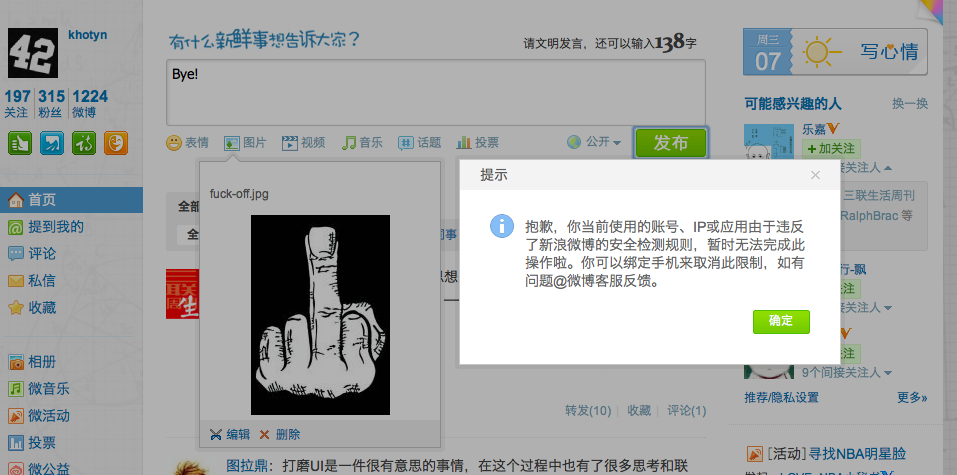 42
khotyn
197
315
1224
关注
粉丝
微博
首页
提到我的
评论
私信
收藏
相册
微音乐
微活动
投票
微公益
有什么新鲜事想告诉大家?
请文明发言，还可以输入138字
Bye!
表情
图片
视频
音乐
话题
投票
公开
发布
fuck-off.jpg
编辑
删除
提示
抱歉，你当前使用的账号、IP或应用由于违反
了新浪微博的安全检测规则，暂时无法完成此
操作啦。你可以绑定手机来取消此限制，如有
问题@微博客服反馈。
确定
转发(10)
收藏
评论(1)
图拉鼎：打磨UI是一件很有意思的事情，在这个过程中也有了很多思考和联
周三
07
写心情
可能感兴趣的人
换一换
乐嘉
+加关注
接关注人
三联生活周刊
RalphBrac 等
行-飘
注
接关注人
注
9个间接关注人
推荐/隐私设置
更多»
[活动]寻找NBA明星脸